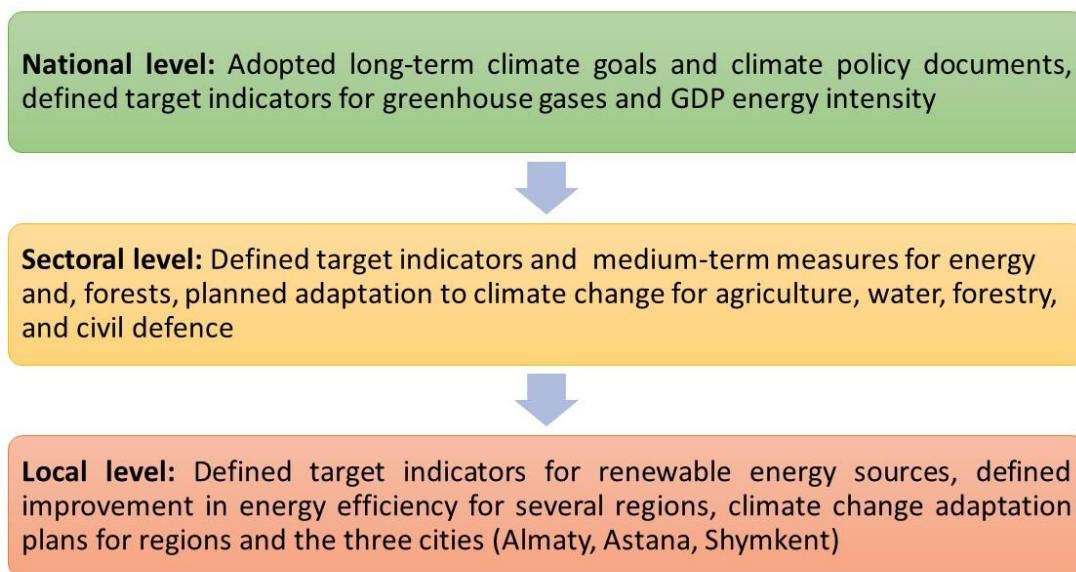 National level: Adopted long-term climate goals and climate policy documents,
defined target indicators for greenhouse gases and GDP energy intensity
Sectoral level: Defined target indicators and medium-term measures for energy
and, forests, planned adaptation to climate change for agriculture, water, forestry,
and civil defence
Local level: Defined target indicators for renewable energy sources, defined
improvement in energy efficiency for several regions, climate change adaptation
plans for regions and the three cities (Almaty, Astana, Shymkent)